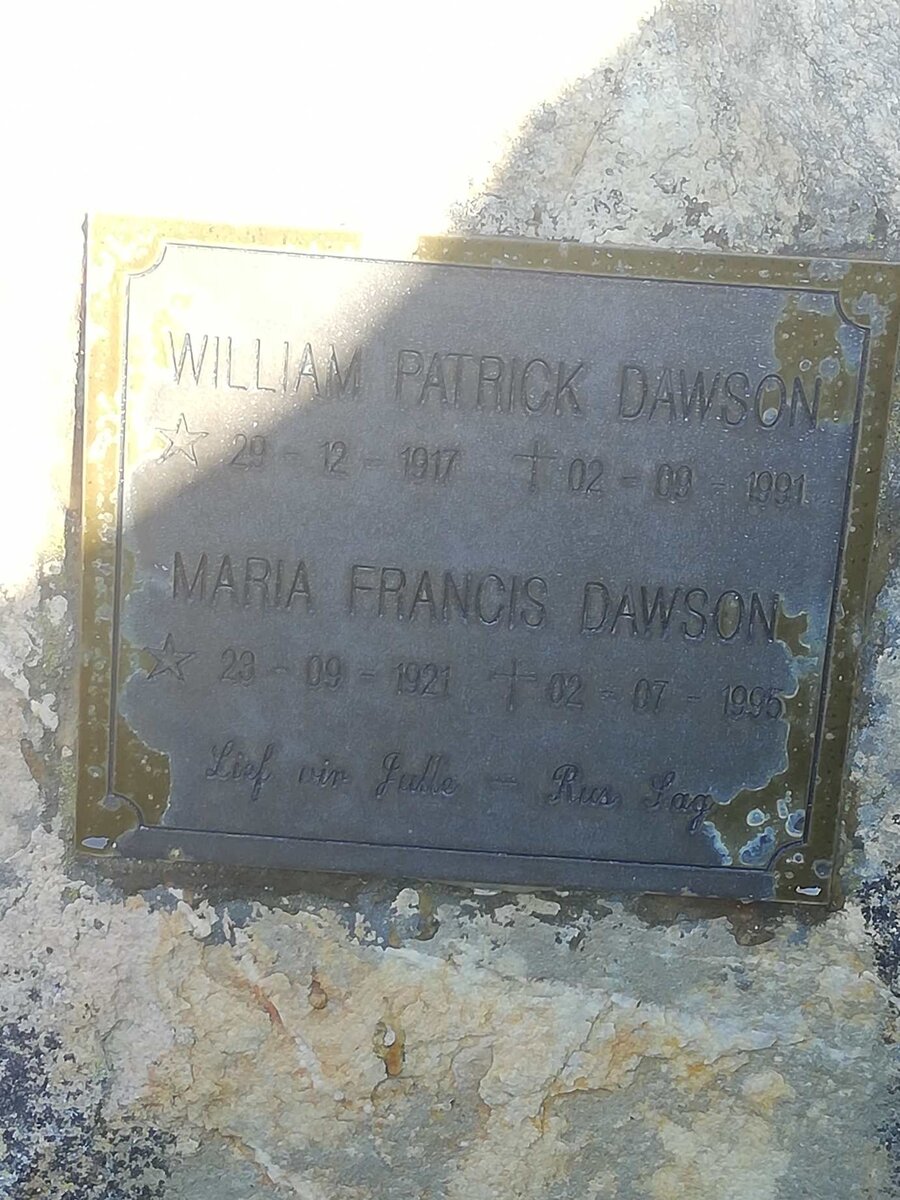 WILLIAM PATRICK DAWSON
☆ 29 - 12 - 1917 ✝ 02 - 09 - 1991
MARIA FRANCIS DAWSON
☆ 23 - 09 - 1921 ✝ 02 - 07 - 1995
Lief vir Julle - Rus Sag